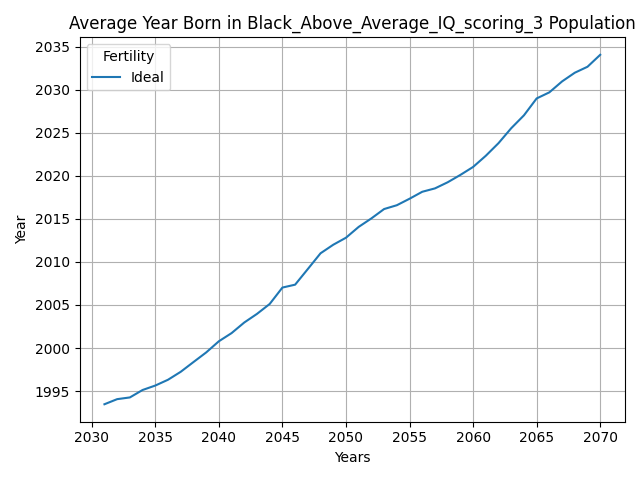 Average Year Born in Black_Above_Average_IQ_scoring_3 Population
Fertility
Ideal
2035
2030
2025
2020
2015
2010
2005
2000
1995
Year
2030 2035 2040 2045 2050 2055 2060 2065 2070
Years